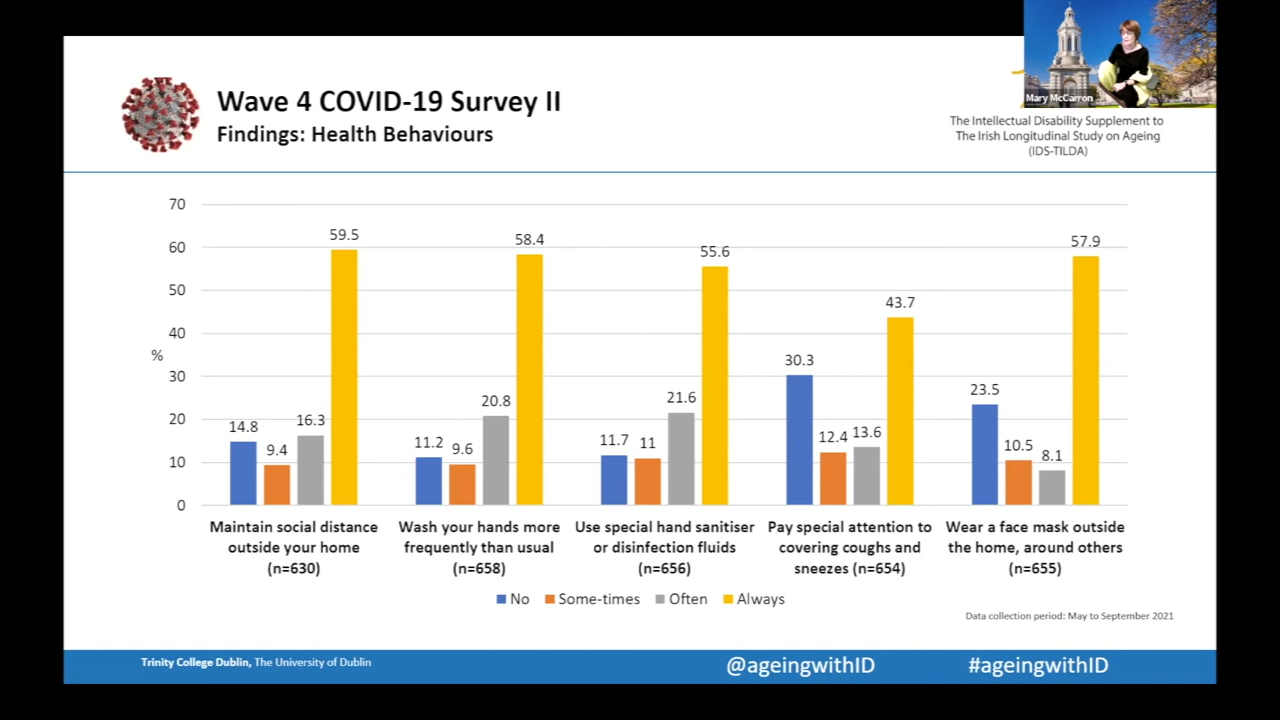 Mary McCarron
Wave 4 COVID-19 Survey II
Findings: Health Behaviours
The Intellectual Disability Supplement to
The Irish Longitudinal Study on Ageing
(IDS-TILDA)
70
60
50
40
%
30
20
10
0
14.8
9.4
16.3
59.5
11.2
9.6
20.8
58.4
11.7
11
21.6
55.6
30.3
12.4
13.6
43.7
23.5
10.5
8.1
57.9
Maintain social distance
outside your home
(n=630)
Wash your hands more
frequently than usual
(n=658)
Use special hand sanitiser
or disinfection fluids
(n=656)
Pay special attention to
covering coughs and
sneezes (n=654)
Wear a face mask outside
the home, around others
(n=655)
No Some-times Often Always
Data collection period: May to September 2021
Trinity College Dublin, The University of Dublin
@ageingwithID
#ageingwithID